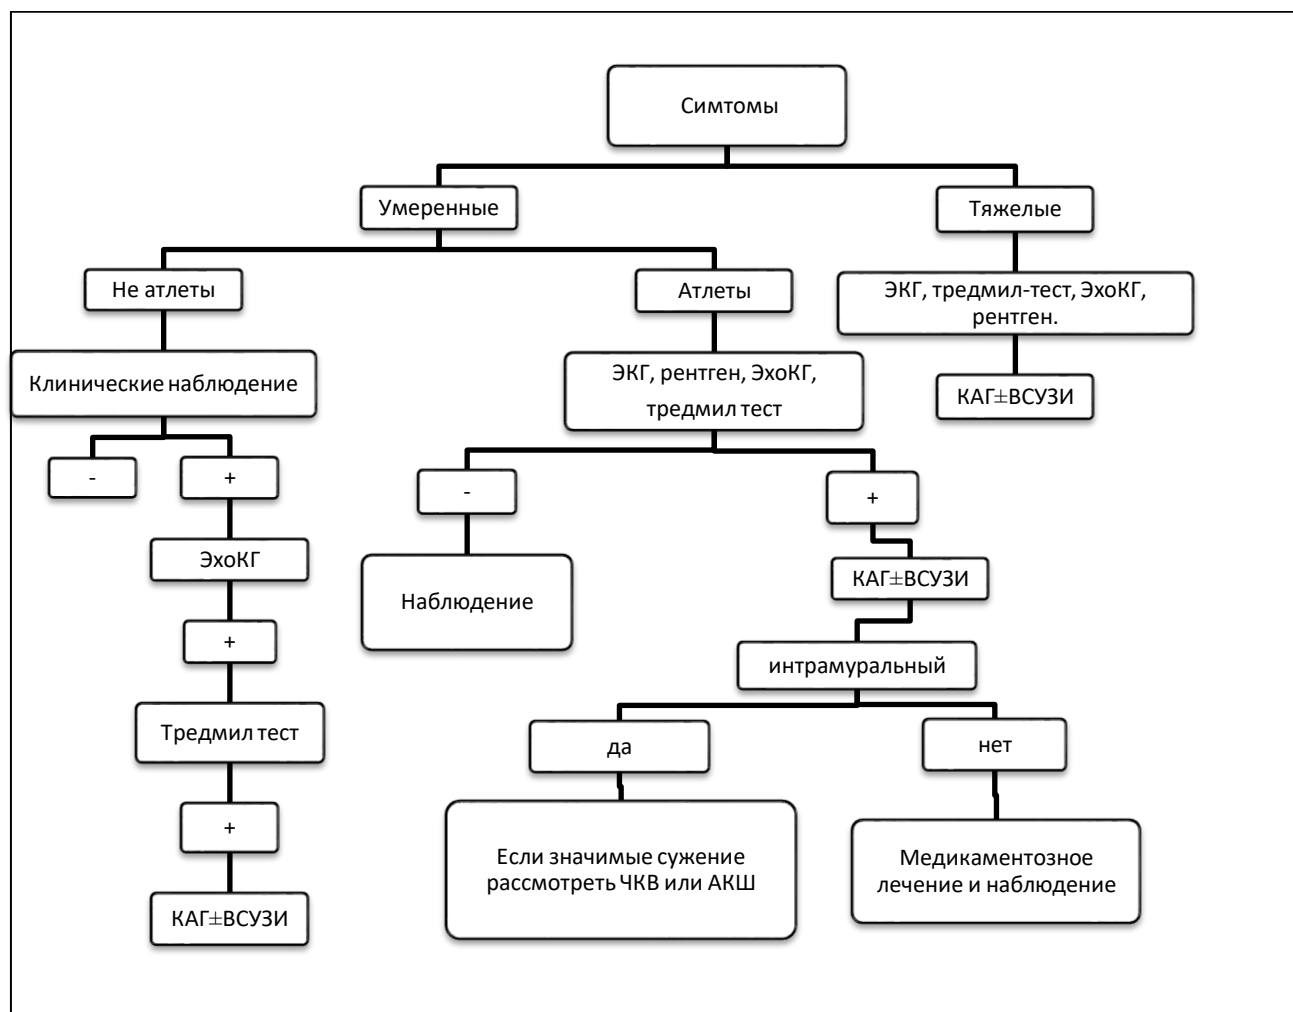 Симтомы
Умеренные
Тяжелые
Не атлеты
Атлеты
ЭКГ, тредмил-тест, ЭхоКГ,
рентген.
Клинические наблюдение
ЭКГ, рентген, ЭхоКГ,
тредмил тест
КАГ±ВСУЗИ
-
+
-
+
ЭхоКГ
Наблюдение
КАГ±ВСУЗИ
+
интрамуральный
Тредмил тест
да
нет
+
Если значимые сужение
рассмотреть ЧКВ или АКШ
Медикаментозное
лечение и наблюдение
КАГ±ВСУЗИ